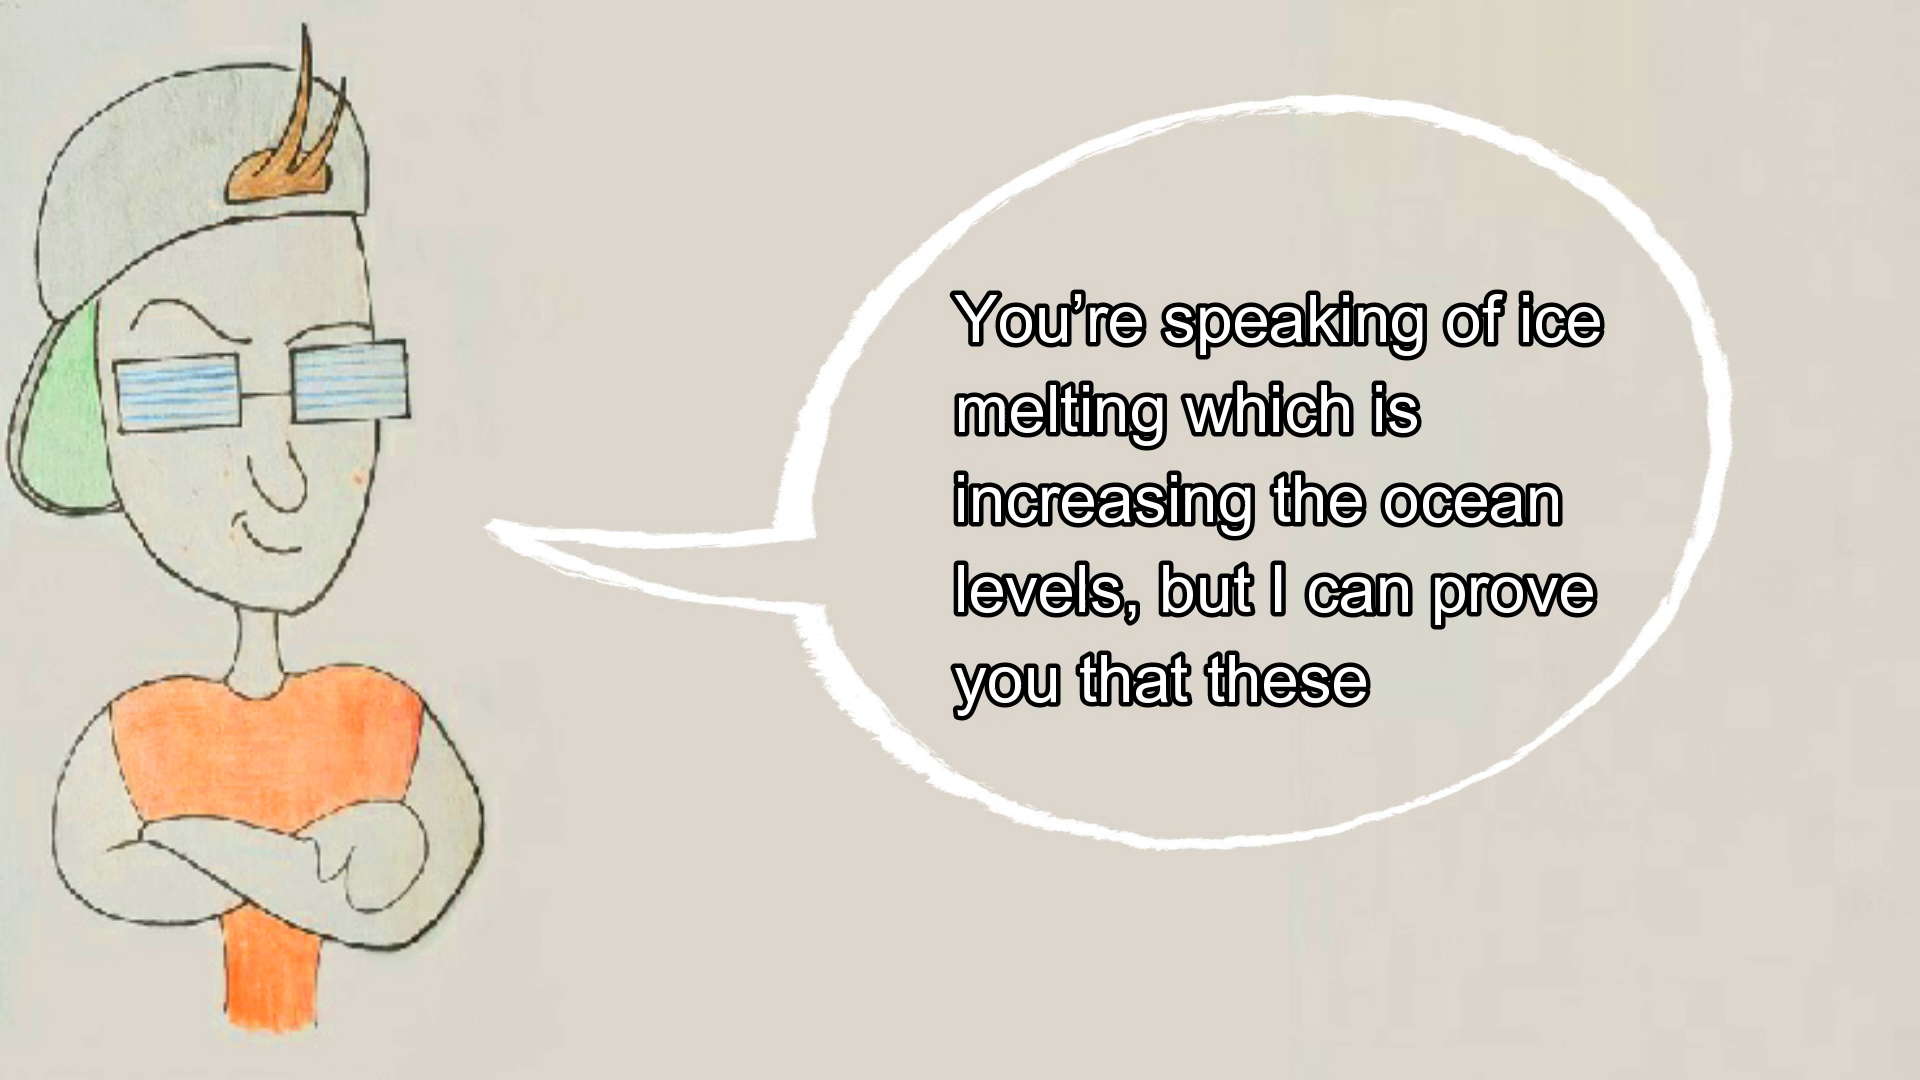 You’re speaking of ice
melting which is
increasing the ocean
levels, but I can prove
you that these